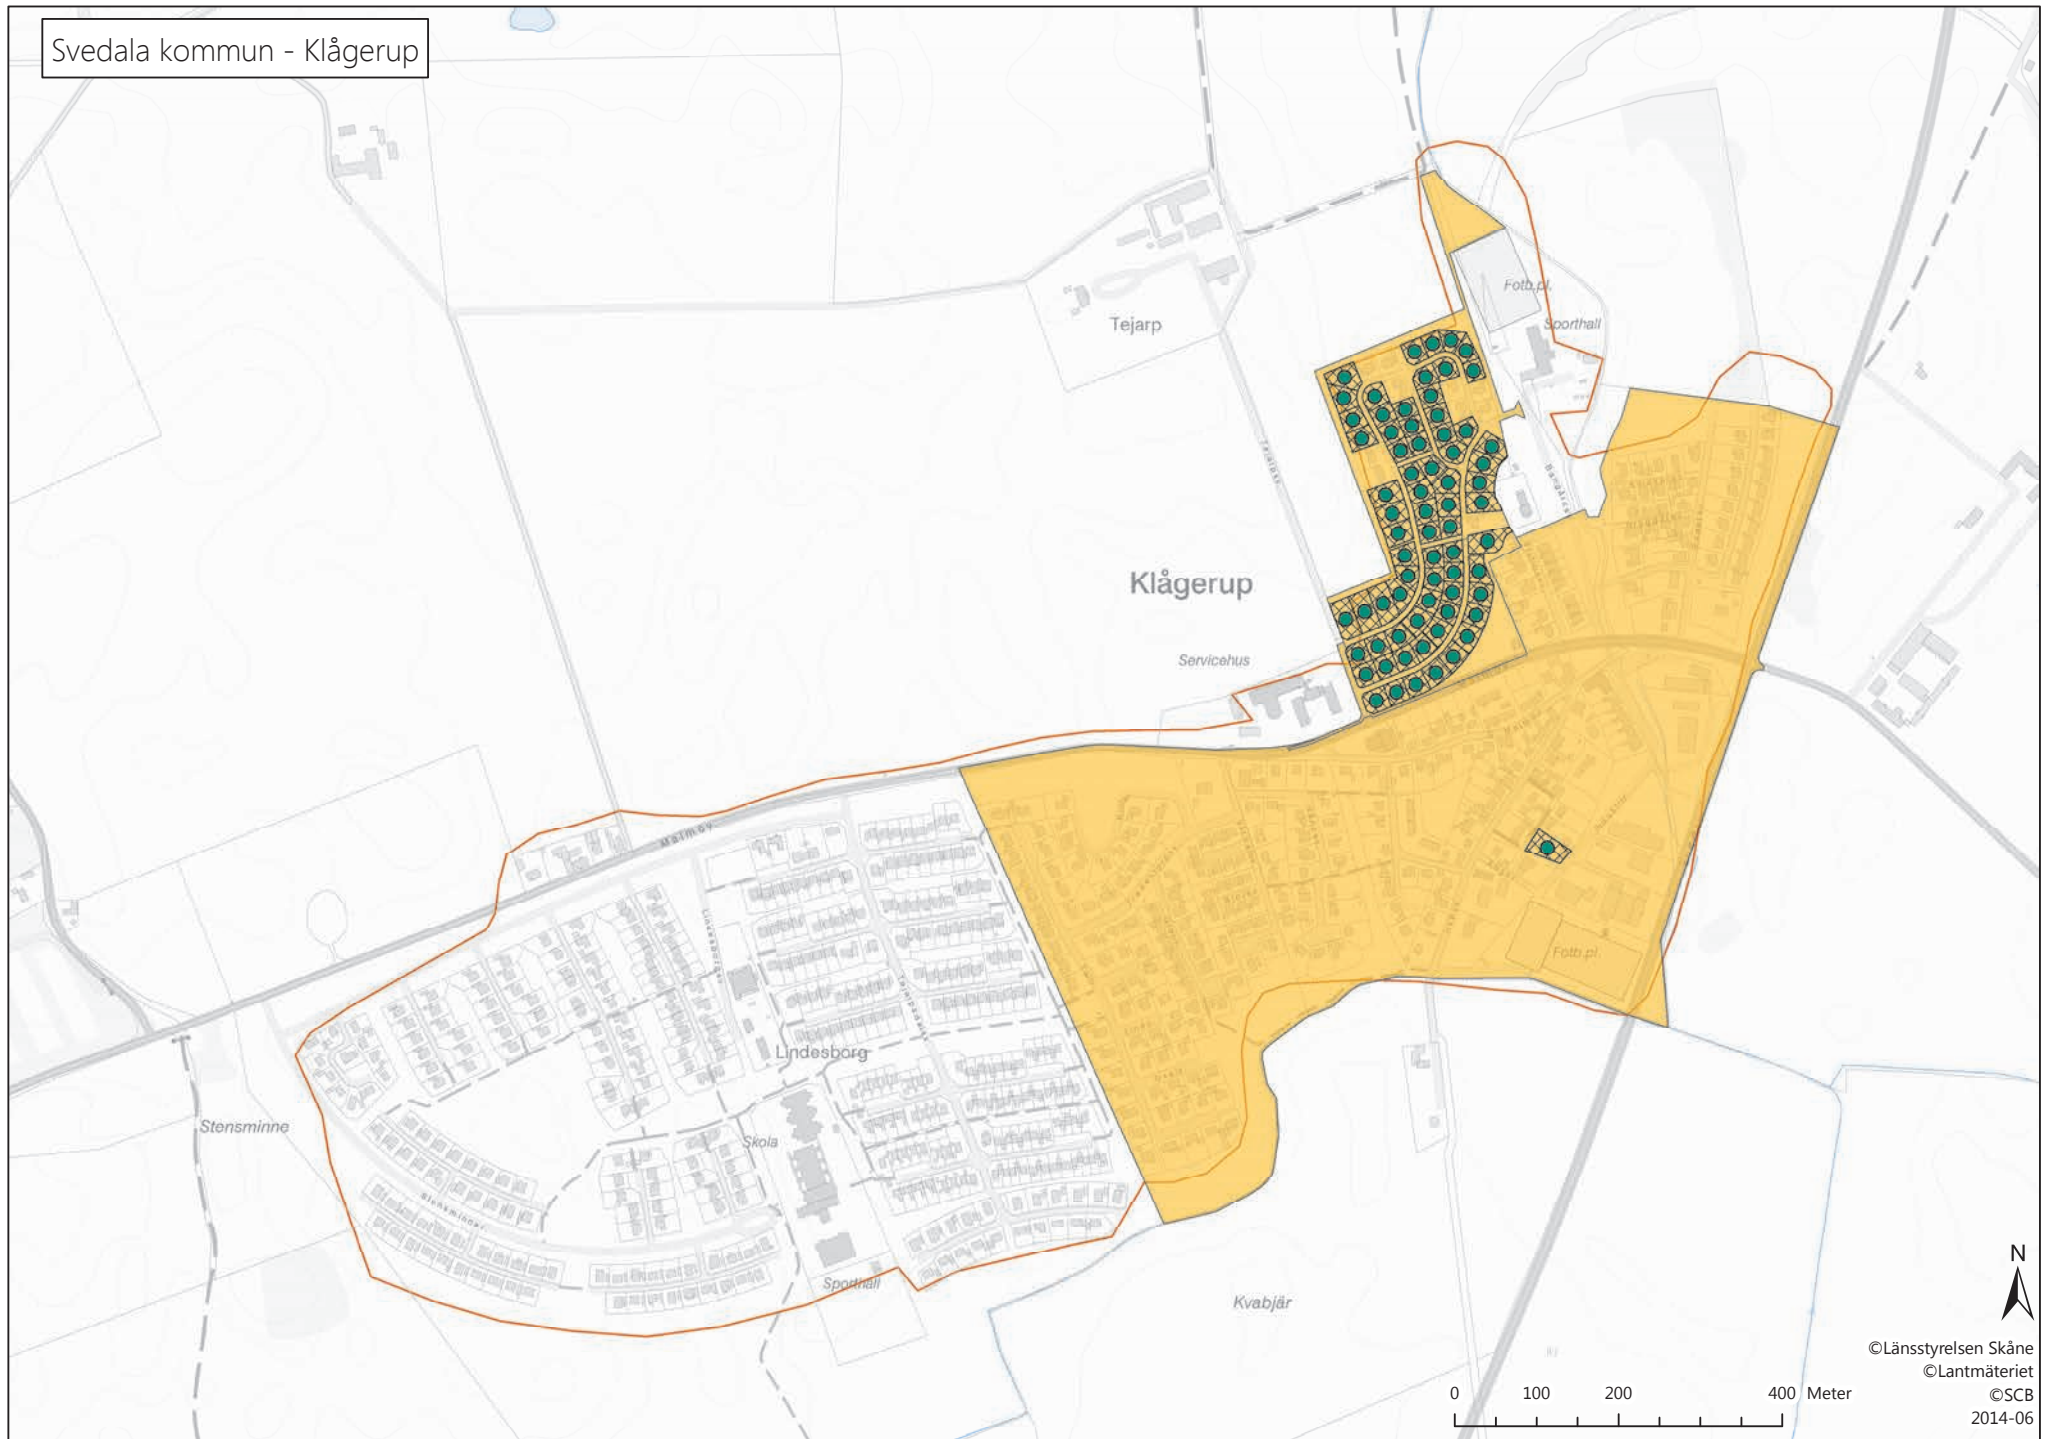 Svedala kommun - Klågerup
Fotb.pl.
Sporthall
Tejarp
Klågerup
Servicehus
Malmöv
Fotb.pl.
Lindesborg
Stensminne
Skola
Sporthall
Kvabjär
N
©Länsstyrelsen Skåne
©Lantmäteriet
©SCB
2014-06
0 100 200 400 Meter